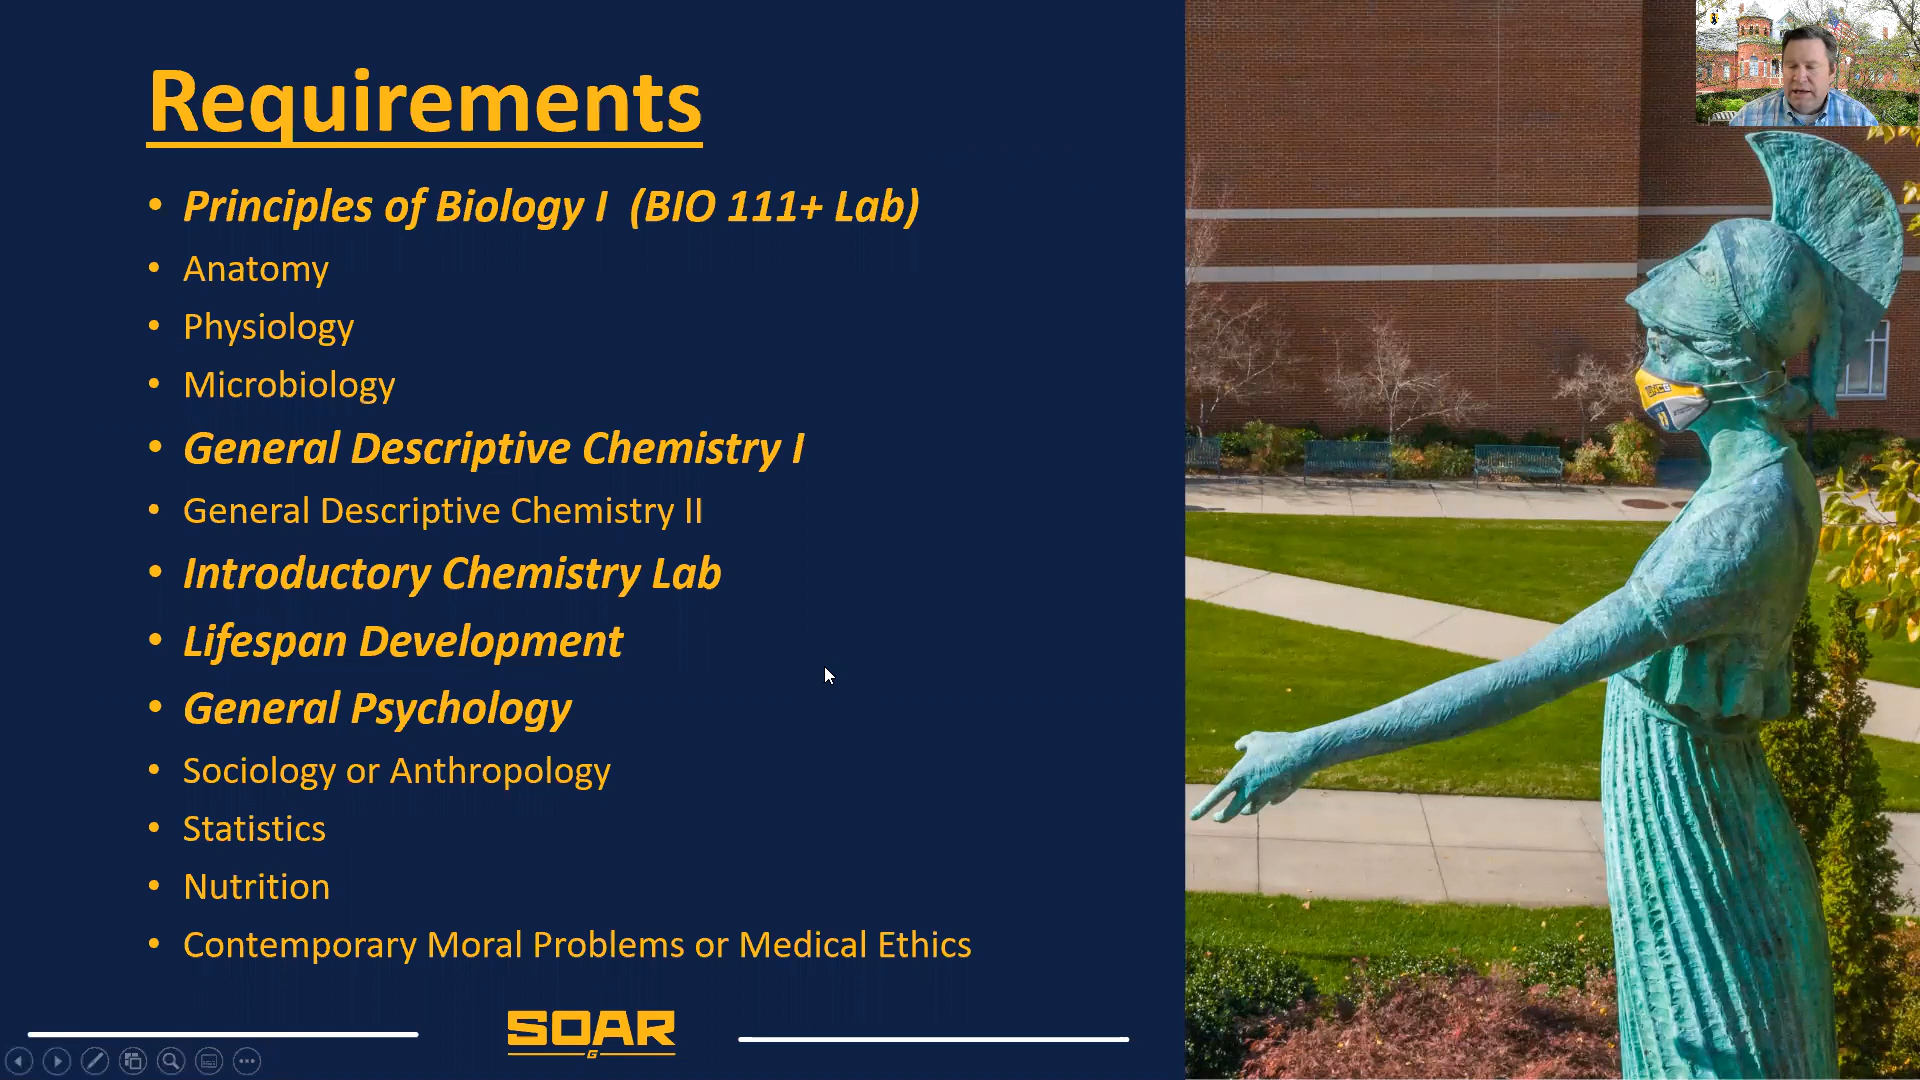 Requirements
• Principles of Biology I  (BIO 111+ Lab)
• Anatomy
• Physiology
• Microbiology
• General Descriptive Chemistry I
• General Descriptive Chemistry II
• Introductory Chemistry Lab
• Lifespan Development
• General Psychology
• Sociology or Anthropology
• Statistics
• Nutrition
• Contemporary Moral Problems or Medical Ethics
SOAR
G
UNCG